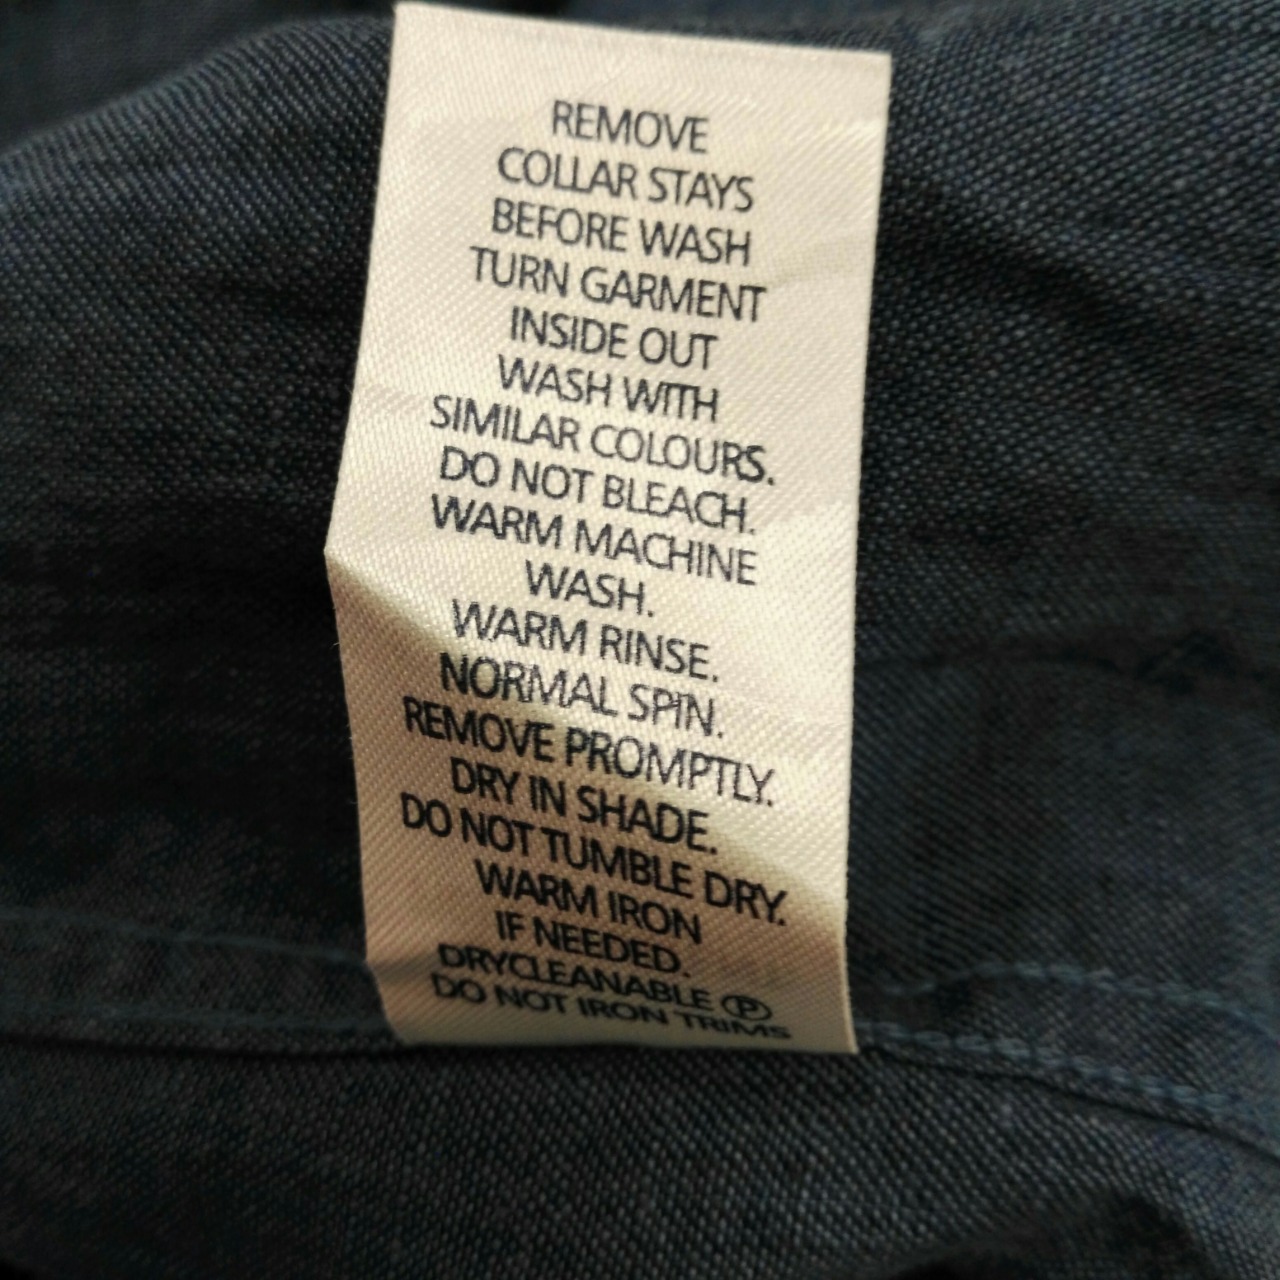 REMOVE
COLLAR STAYS
BEFORE WASH
TURN GARMENT
INSIDE OUT
WASH WITH
SIMILAR COLOURS.
DO NOT BLEACH.
WARM MACHINE
WASH.
WARM RINSE.
NORMAL SPIN.
REMOVE PROMPTLY.
DRY IN SHADE.
DO NOT TUMBLE DRY.
WARM IRON
IF NEEDED.
DRYCLEANABLE Ⓟ
DO NOT IRON TRIMS